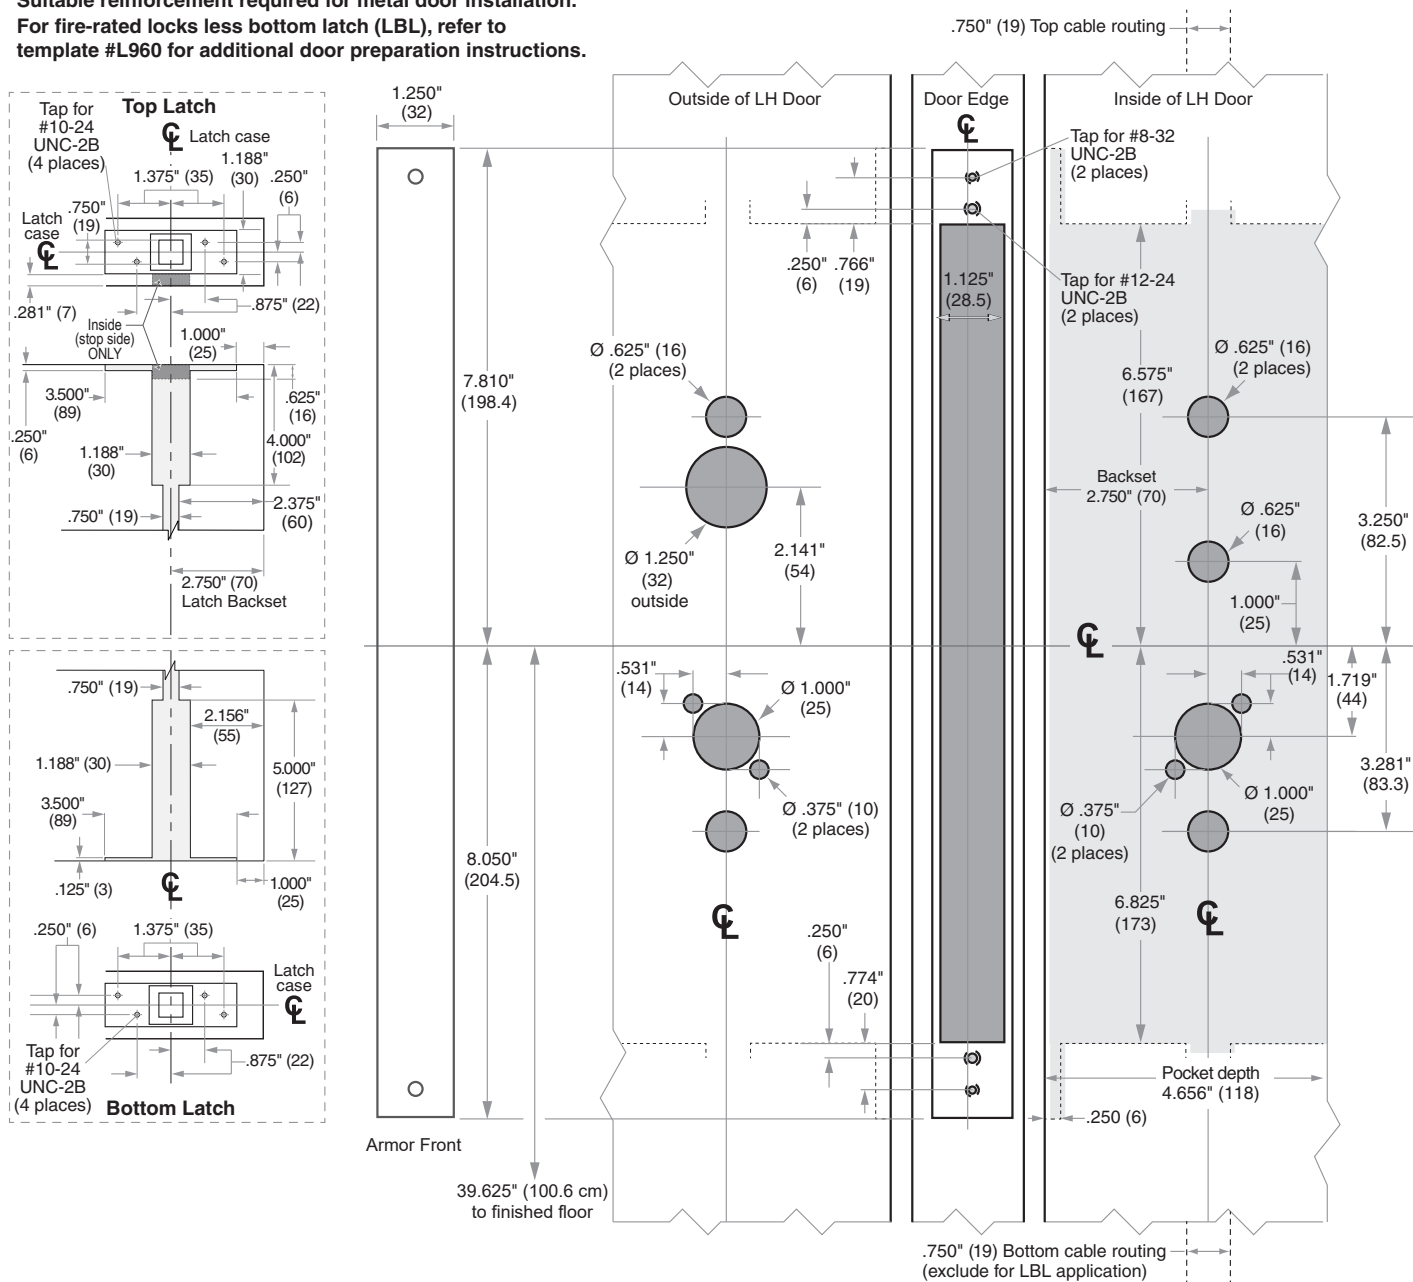 Suitable reinforcement required for metal door installation.
For fire-rated locks less bottom latch (LBL), refer to
template #L960 for additional door preparation instructions.
.750" (19) Top cable routing
Top Latch
Tap for
#10-24
UNC-2B
(4 places)
℄ Latch case
1.188"
(30)
.250"
(6)
1.375" (35)
.750"
(19)
Latch
case
℄
.281" (7)
.875" (22)
Inside
(stop side)
ONLY
1.000"
(25)
3.500"
(89)
.625"
(16)
.250"
(6)
4.000"
(102)
1.188"
(30)
2.375"
(60)
.750" (19)
2.750" (70)
Latch Backset
.750" (19)
2.156"
(55)
1.188" (30)
5.000"
(127)
3.500"
(89)
.125" (3)
℄
1.000"
(25)
.250" (6)
1.375" (35)
Latch
case
℄
Tap for
#10-24
UNC-2B
(4 places)
.875" (22)
Bottom Latch
1.250"
(32)
7.810"
(198.4)
8.050"
(204.5)
Armor Front
39.625" (100.6 cm)
to finished floor
Outside of LH Door
.250"
(6)
.766"
(19)
Ø .625" (16)
(2 places)
Ø 1.250"
(32)
outside
2.141"
(54)
.531"
(14)
Ø 1.000"
(25)
Ø .375" (10)
(2 places)
℄
.250"
(6)
.774"
(20)
Door Edge
℄
Tap for #8-32
UNC-2B
(2 places)
Tap for #12-24
UNC-2B
(2 places)
1.125"
(28.5)
Inside of LH Door
6.575"
(167)
Ø .625" (16)
(2 places)
Backset
2.750" (70)
Ø .625"
(16)
3.250"
(82.5)
1.000"
(25)
℄
.531"
(14)
1.719"
(44)
3.281"
(83.3)
Ø 1.000"
(25)
Ø .375"
(10)
(2 places)
6.825"
(173)
℄
Pocket depth
4.656" (118)
.250 (6)
.750" (19) Bottom cable routing
(exclude for LBL application)